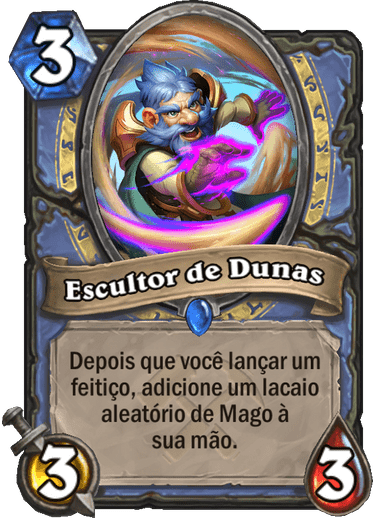 3
Escultor de Dunas
Depois que você lançar um
feitiço, adicione um lacaio
aleatório de Mago à
sua mão.
3
3